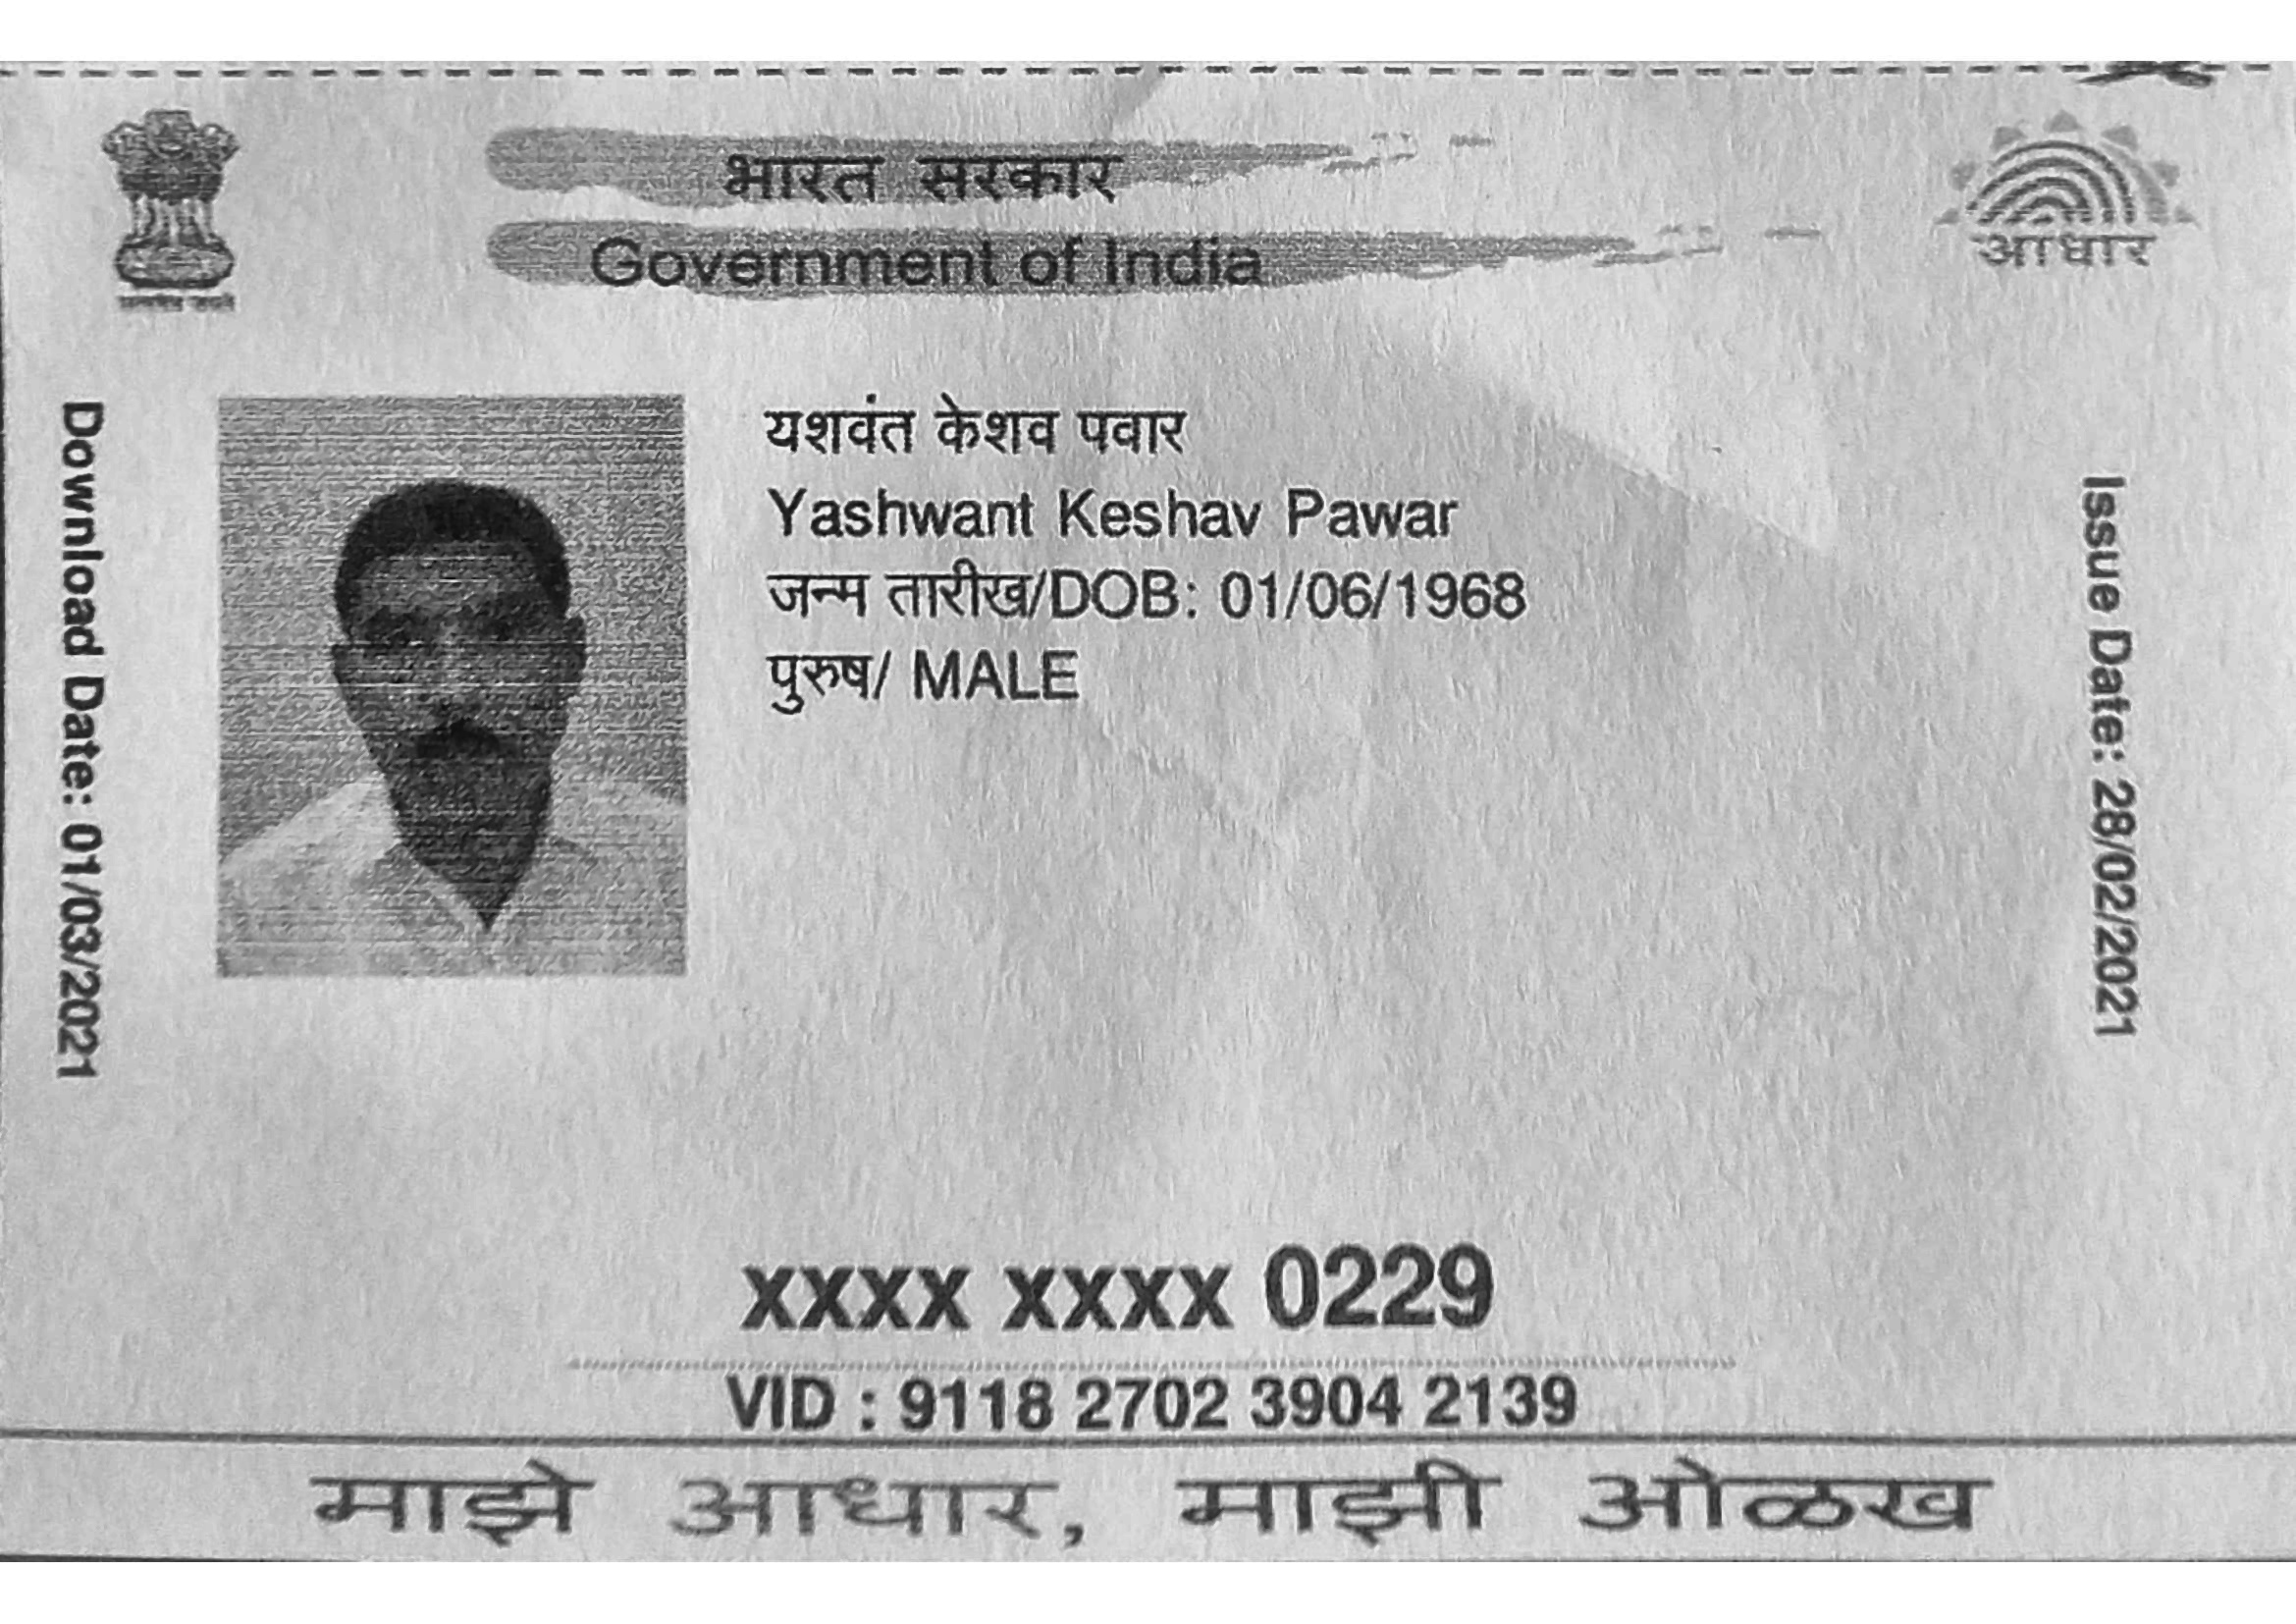 भारत सरकार
Government of India
आधार
Download Date: 01/03/2021
यशवंत केशव पवार
Yashwant Keshav Pawar
जन्म तारीख/DOB: 01/06/1968
पुरुष/ MALE
Issue Date: 28/02/2021
xxxx xxxx 0229
VID : 9118 2702 3904 2139
माझे आधार, माझी ओळख